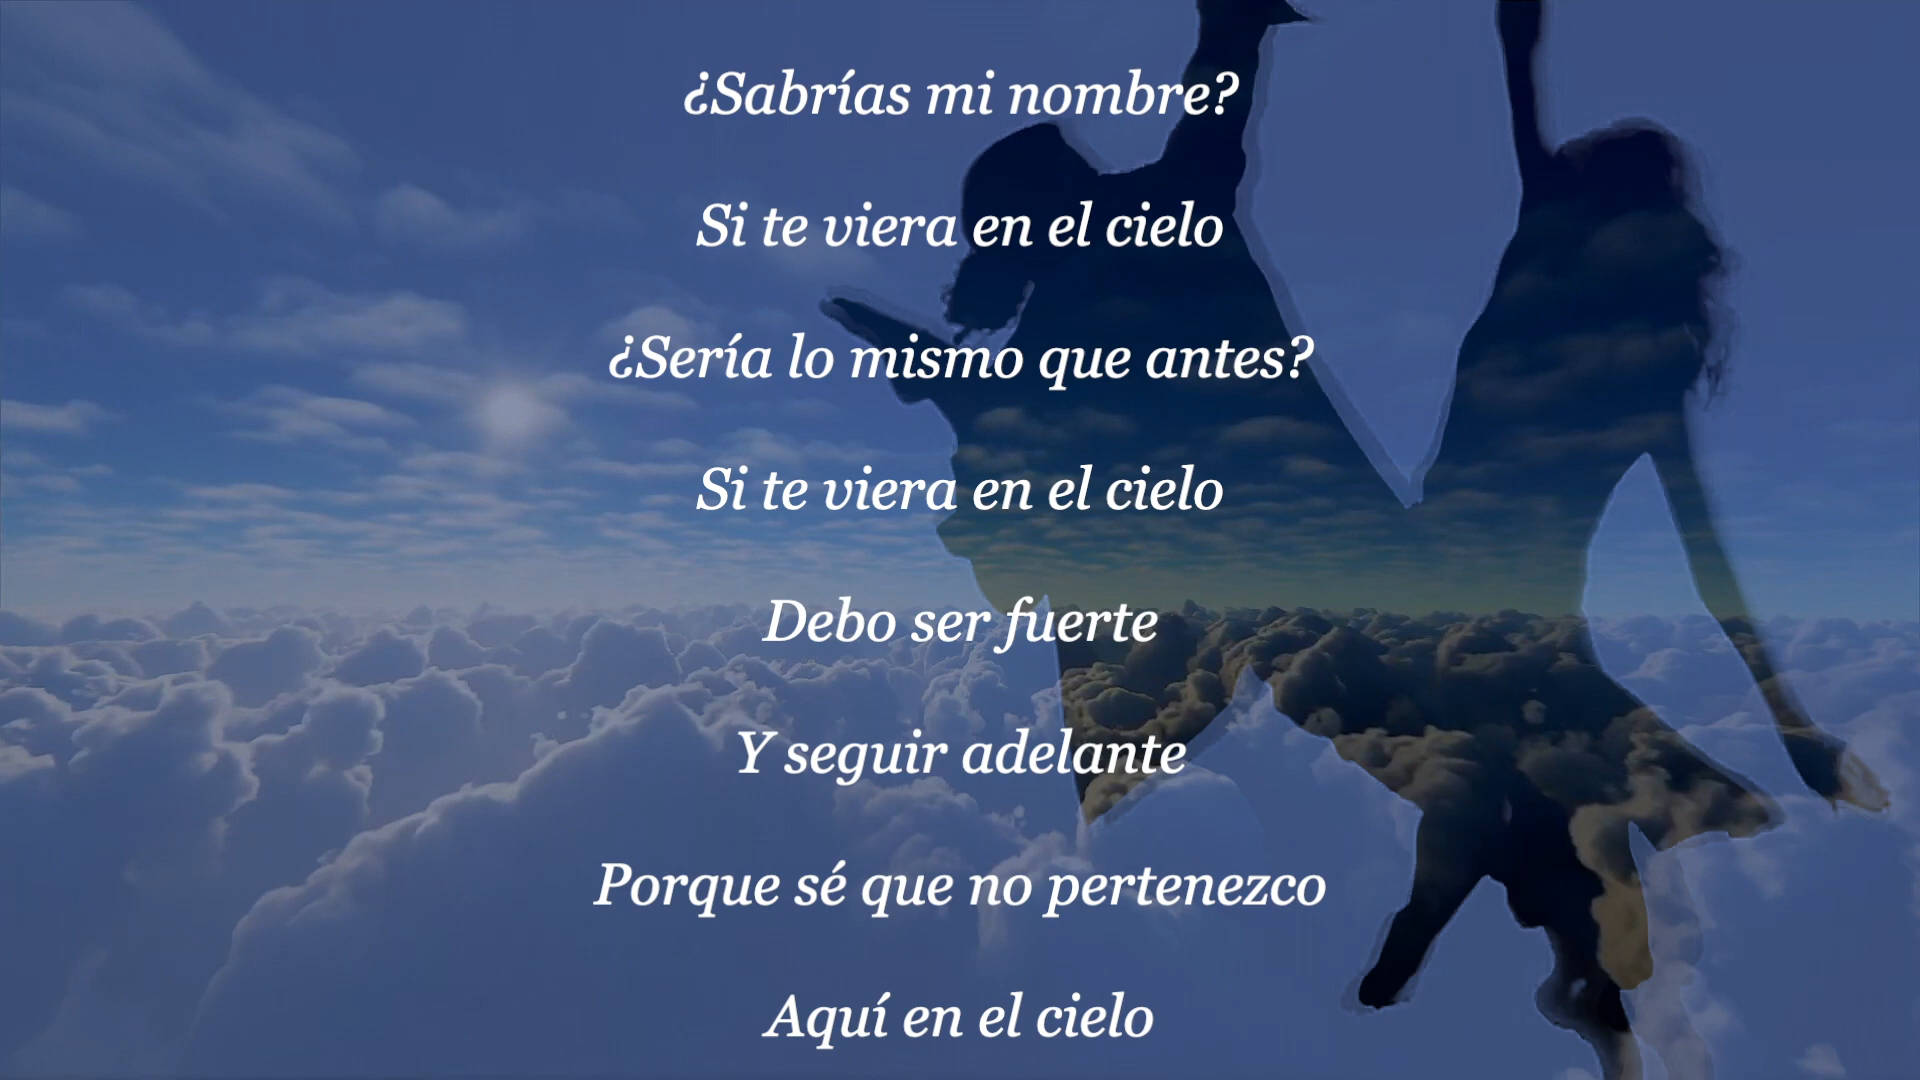 ¿Sabrías mi nombre?
Si te viera en el cielo
¿Sería lo mismo que antes?
Si te viera en el cielo
Debo ser fuerte
Y seguir adelante
Porque sé que no pertenezco
Aquí en el cielo